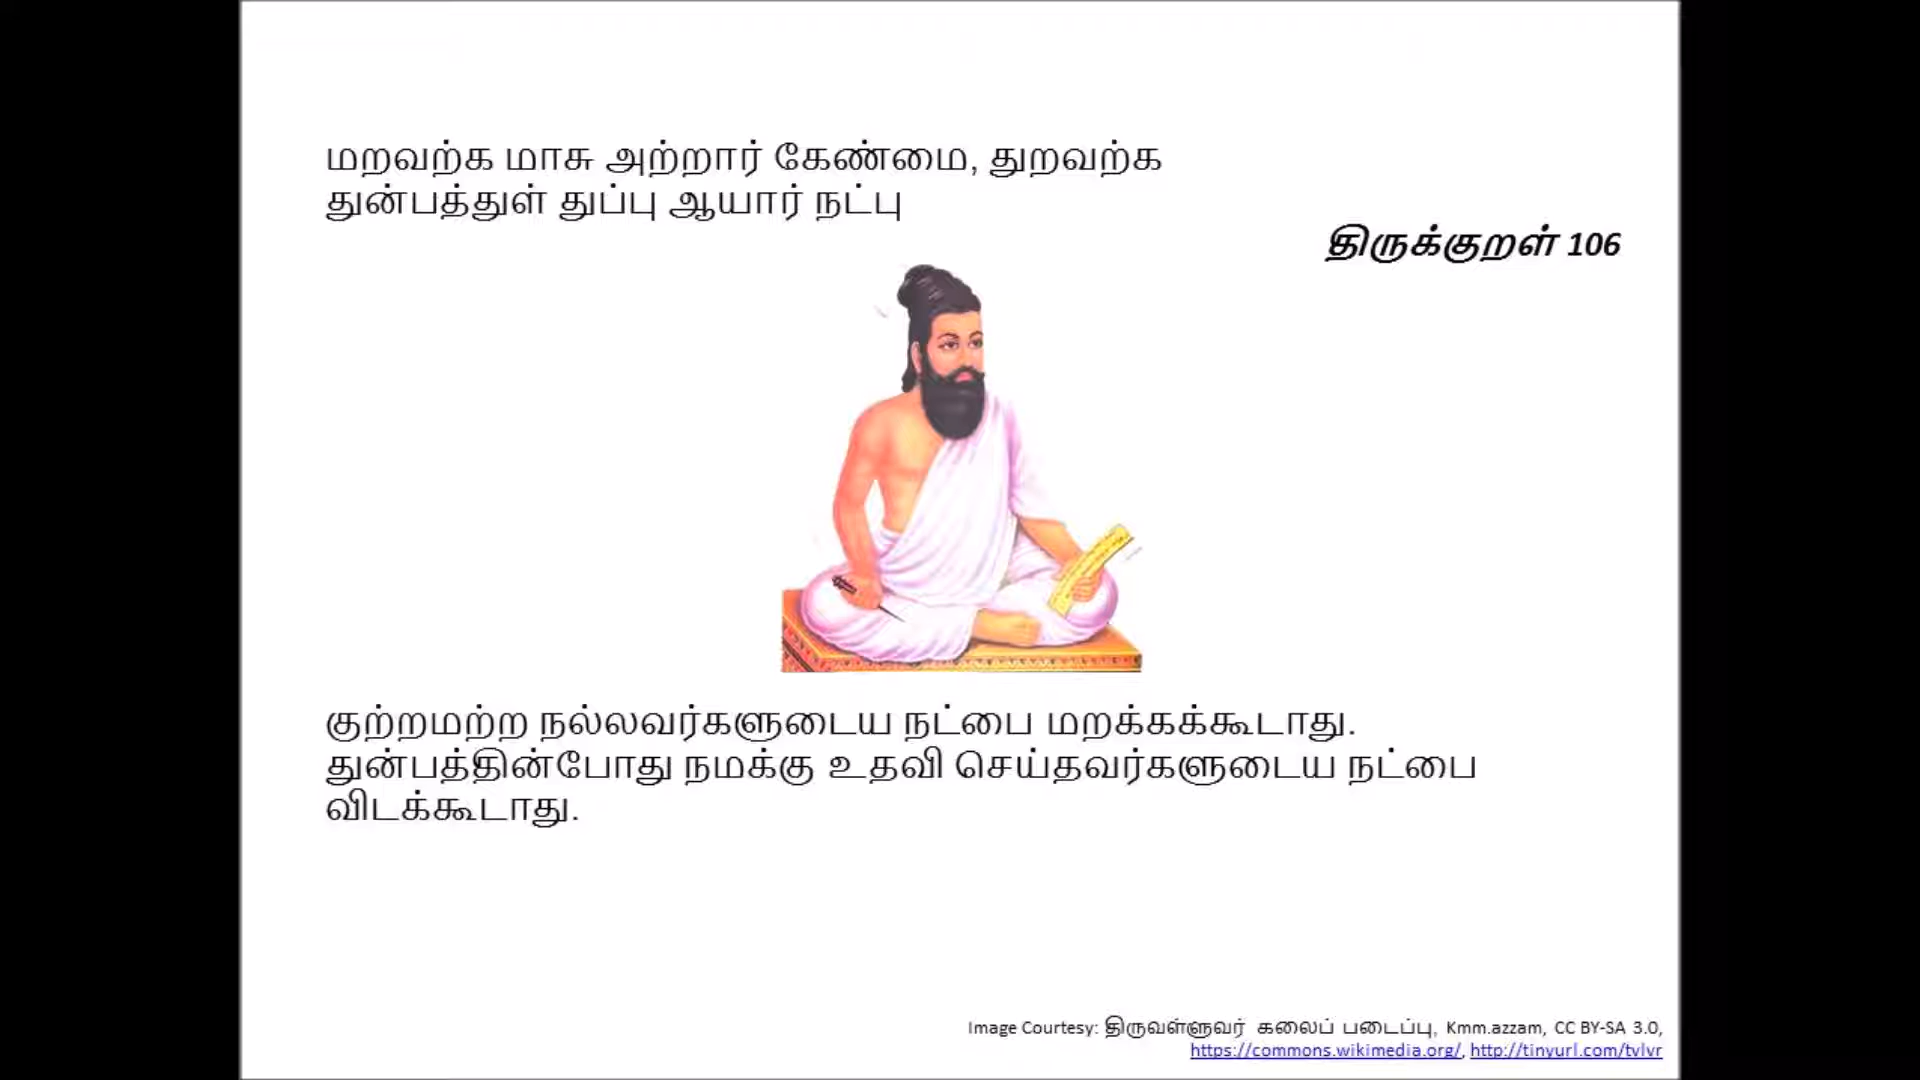 மறவற்க மாசு அற்றார் கேண்மை, துறவற்க
துன்பத்துள் துப்பு ஆயார் நட்பு
திருக்குறள் 106
குற்றமற்ற நல்லவர்களுடைய நட்பை மறக்கக்கூடாது.
துன்பத்தின்போது நமக்கு உதவி செய்தவர்களுடைய நட்பை
விடக்கூடாது.
Image Courtesy: திருவள்ளுவர் கலைப் படைப்பு, Kmm.azzam, CC BY-SA 3.0,
https://commons.wikimedia.org/, http://tinyurl.com/tvlvr